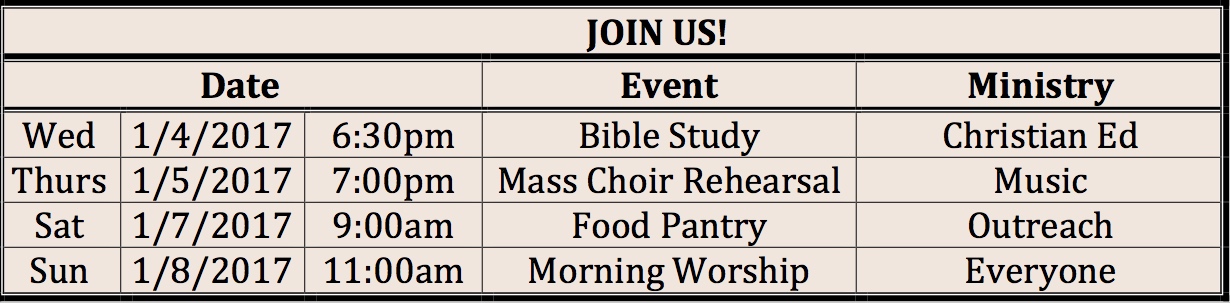 JOIN US!
Date Event Ministry
Wed 1/4/2017 6:30pm Bible Study Christian Ed
Thurs 1/5/2017 7:00pm Mass Choir Rehearsal Music
Sat 1/7/2017 9:00am Food Pantry Outreach
Sun 1/8/2017 11:00am Morning Worship Everyone